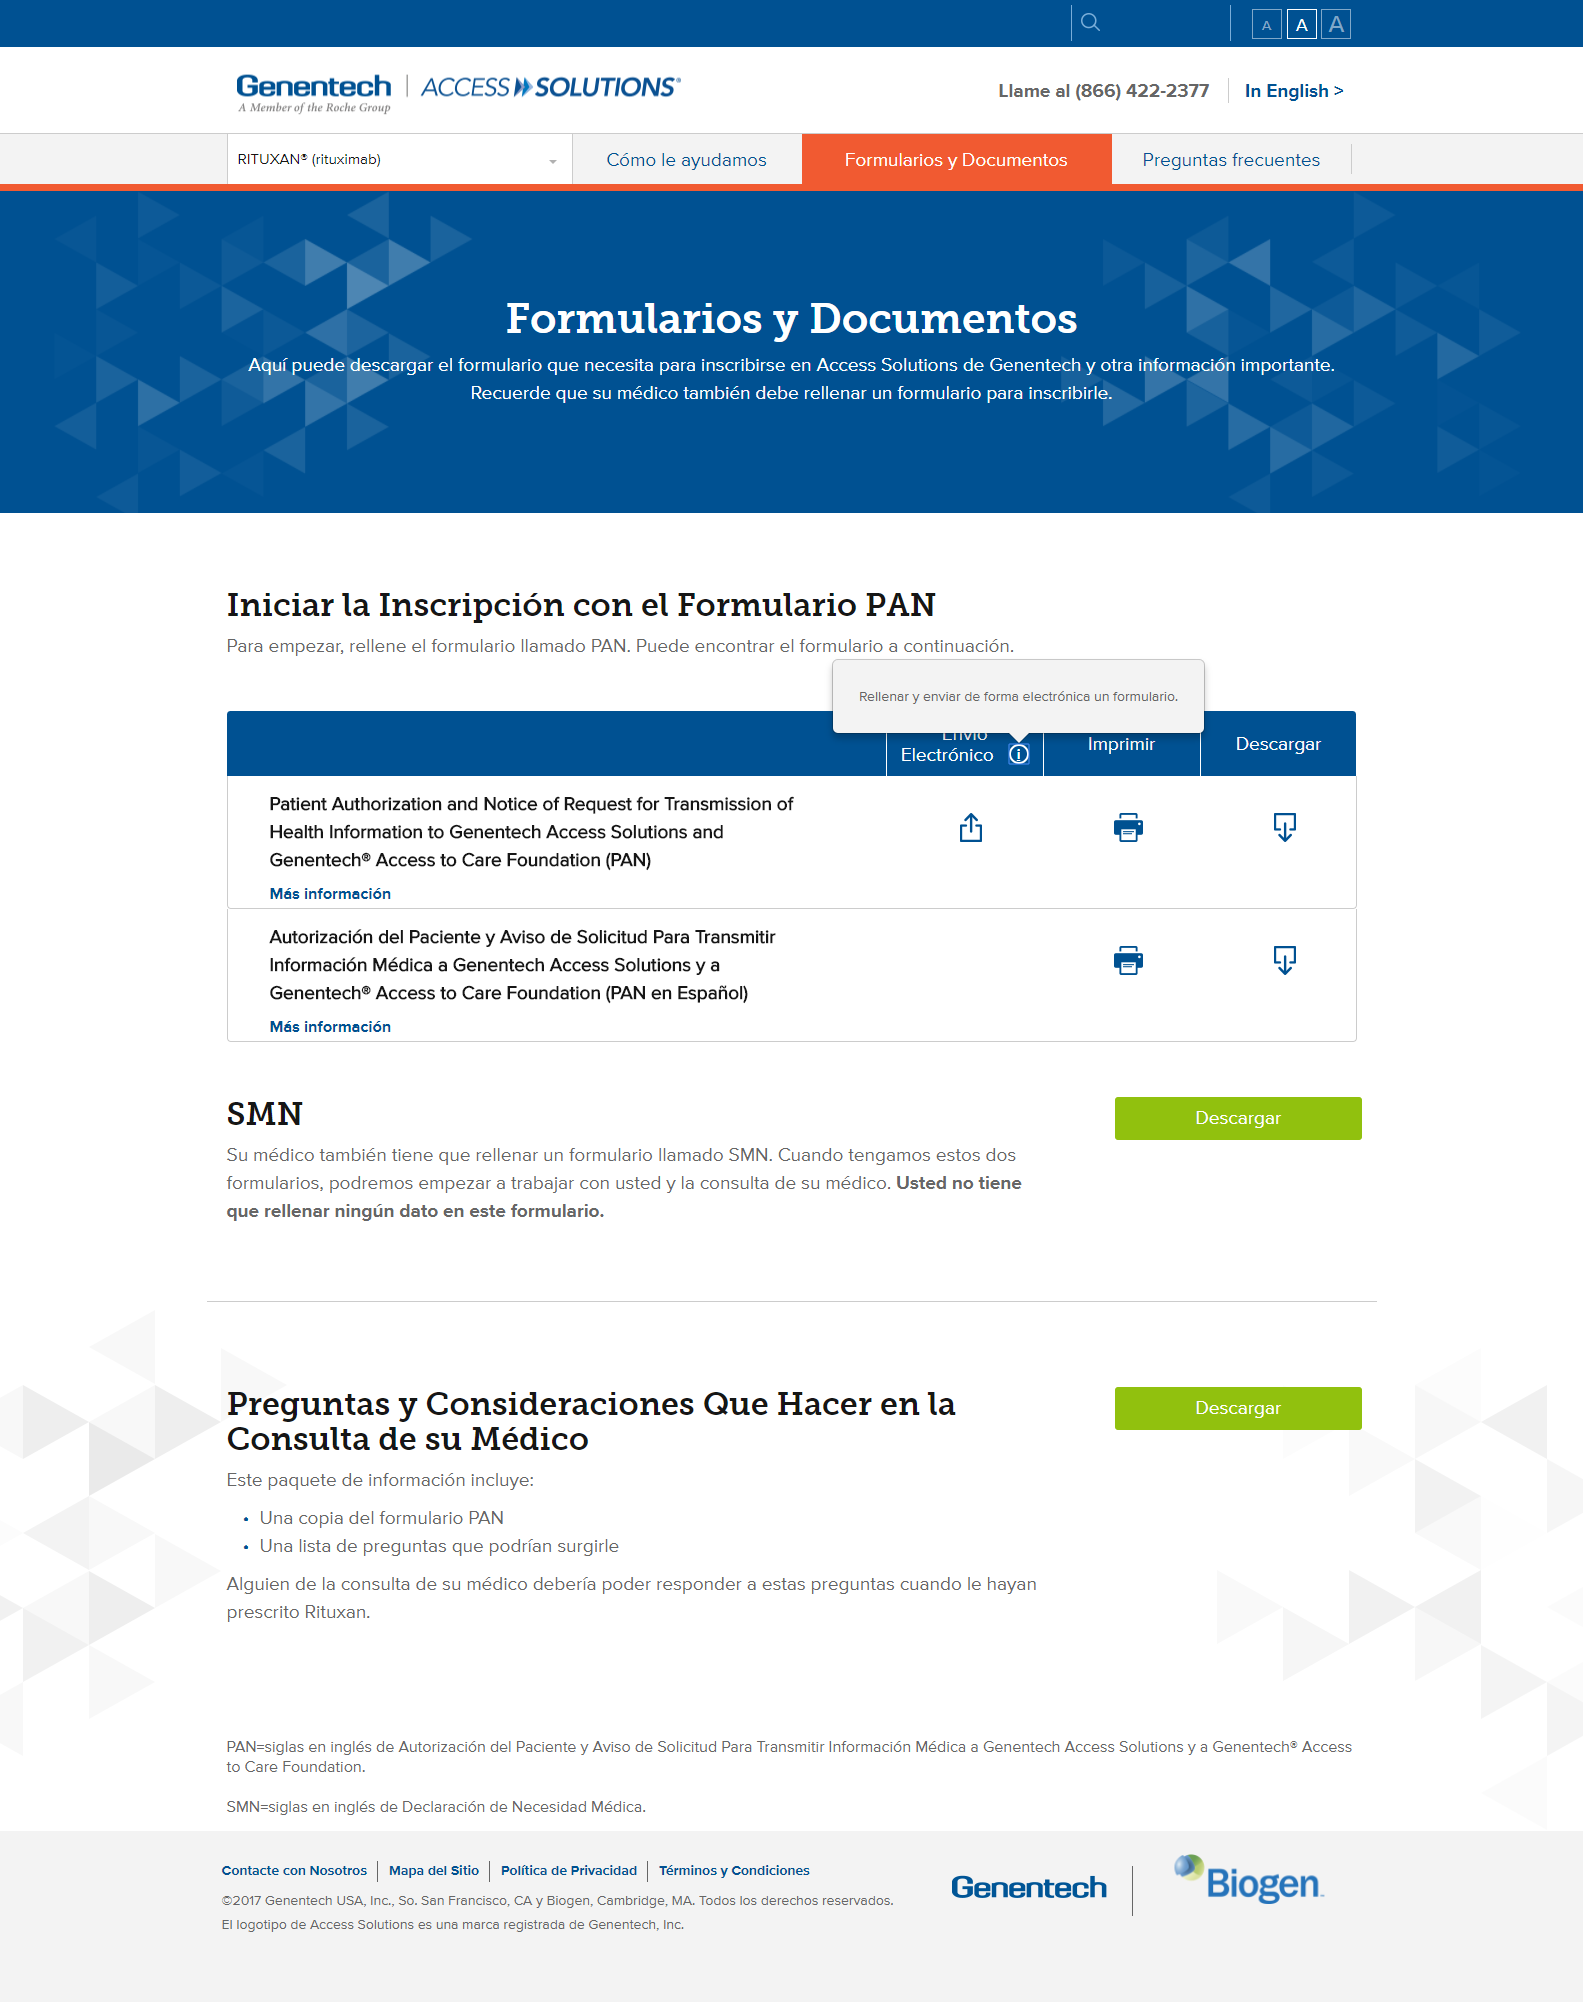 A A A
Genentech ACCESS SOLUTIONS®
A Member of the Roche Group
Llame al (866) 422-2377
In English >
RITUXAN® (rituximab)
Cómo le ayudamos
Formularios y Documentos
Preguntas frecuentes
Formularios y Documentos
Aquí puede descargar el formulario que necesita para inscribirse en Access Solutions de Genentech y otra información importante.
Recuerde que su médico también debe rellenar un formulario para inscribirle.
Iniciar la Inscripción con el Formulario PAN
Para empezar, rellene el formulario llamado PAN. Puede encontrar el formulario a continuación.
Rellenar y enviar de forma electrónica un formulario.
Envío
Electrónico
Imprimir
Descargar
Patient Authorization and Notice of Request for Transmission of
Health Information to Genentech Access Solutions and
Genentech® Access to Care Foundation (PAN)
Más información
Autorización del Paciente y Aviso de Solicitud Para Transmitir
Información Médica a Genentech Access Solutions y a
Genentech® Access to Care Foundation (PAN en Español)
Más información
SMN
Descargar
Su médico también tiene que rellenar un formulario llamado SMN. Cuando tengamos estos dos
formularios, podremos empezar a trabajar con usted y la consulta de su médico. Usted no tiene
que rellenar ningún dato en este formulario.
Preguntas y Consideraciones Que Hacer en la
Consulta de su Médico
Descargar
Este paquete de información incluye:
• Una copia del formulario PAN
• Una lista de preguntas que podrían surgirle
Alguien de la consulta de su médico debería poder responder a estas preguntas cuando le hayan
prescrito Rituxan.
PAN=siglas en inglés de Autorización del Paciente y Aviso de Solicitud Para Transmitir Información Médica a Genentech Access Solutions y a Genentech® Access
to Care Foundation.
SMN=siglas en inglés de Declaración de Necesidad Médica.
Contacte con Nosotros
Mapa del Sitio
Política de Privacidad
Términos y Condiciones
©2017 Genentech USA, Inc., So. San Francisco, CA y Biogen, Cambridge, MA. Todos los derechos reservados.
El logotipo de Access Solutions es una marca registrada de Genentech, Inc.
Genentech
Biogen